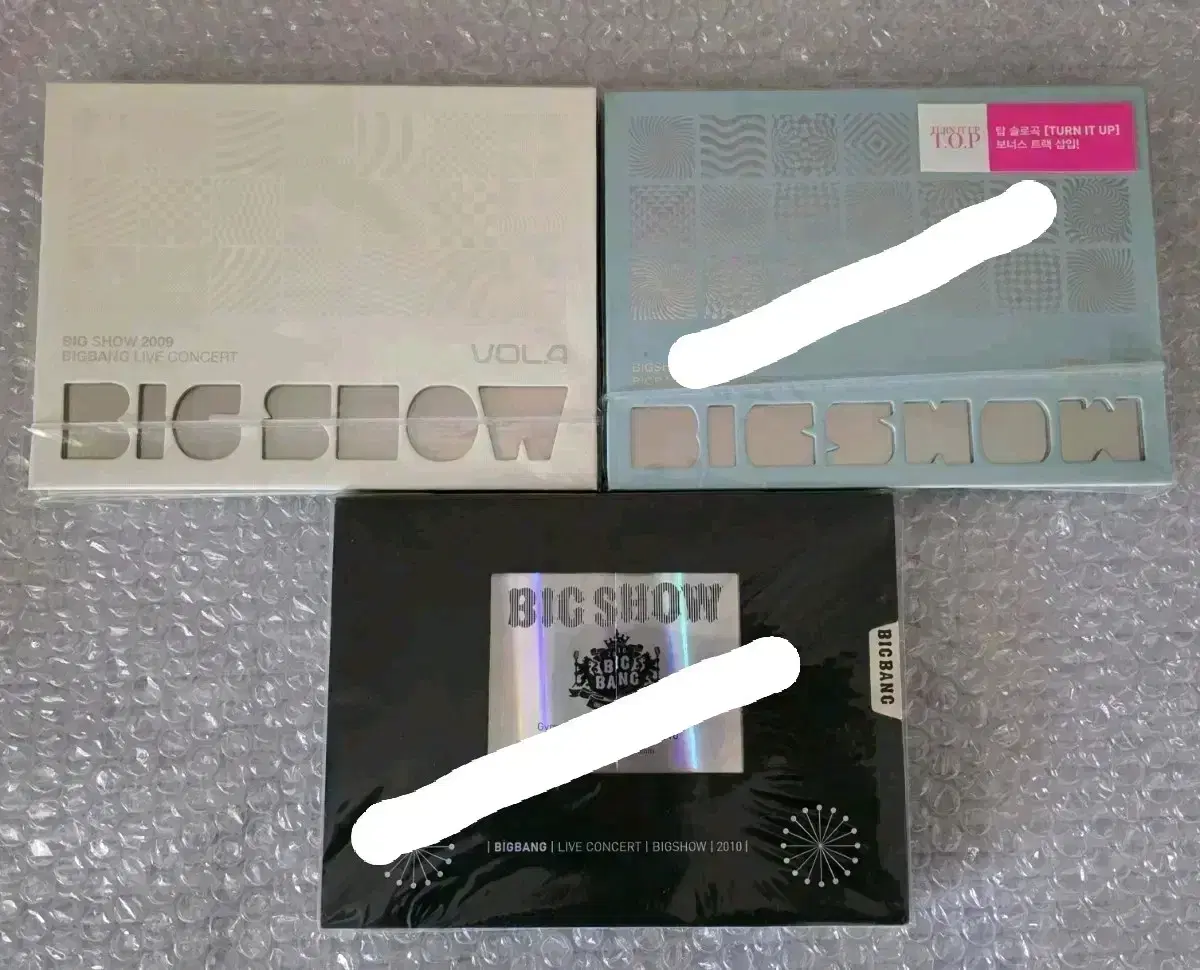 BIG SHOW 2009
BIGBANG LIVE CONCERT
VOL.4
BIG SHOW
TURN IT UP
T.O.P
탑 솔로곡 [TURN IT UP]
보너스 트랙 삽입!
BIGSHOW
BIG SHOW
BIG
BANG
BIGBANG
| BIGBANG | LIVE CONCERT | BIGSHOW | 2010 |